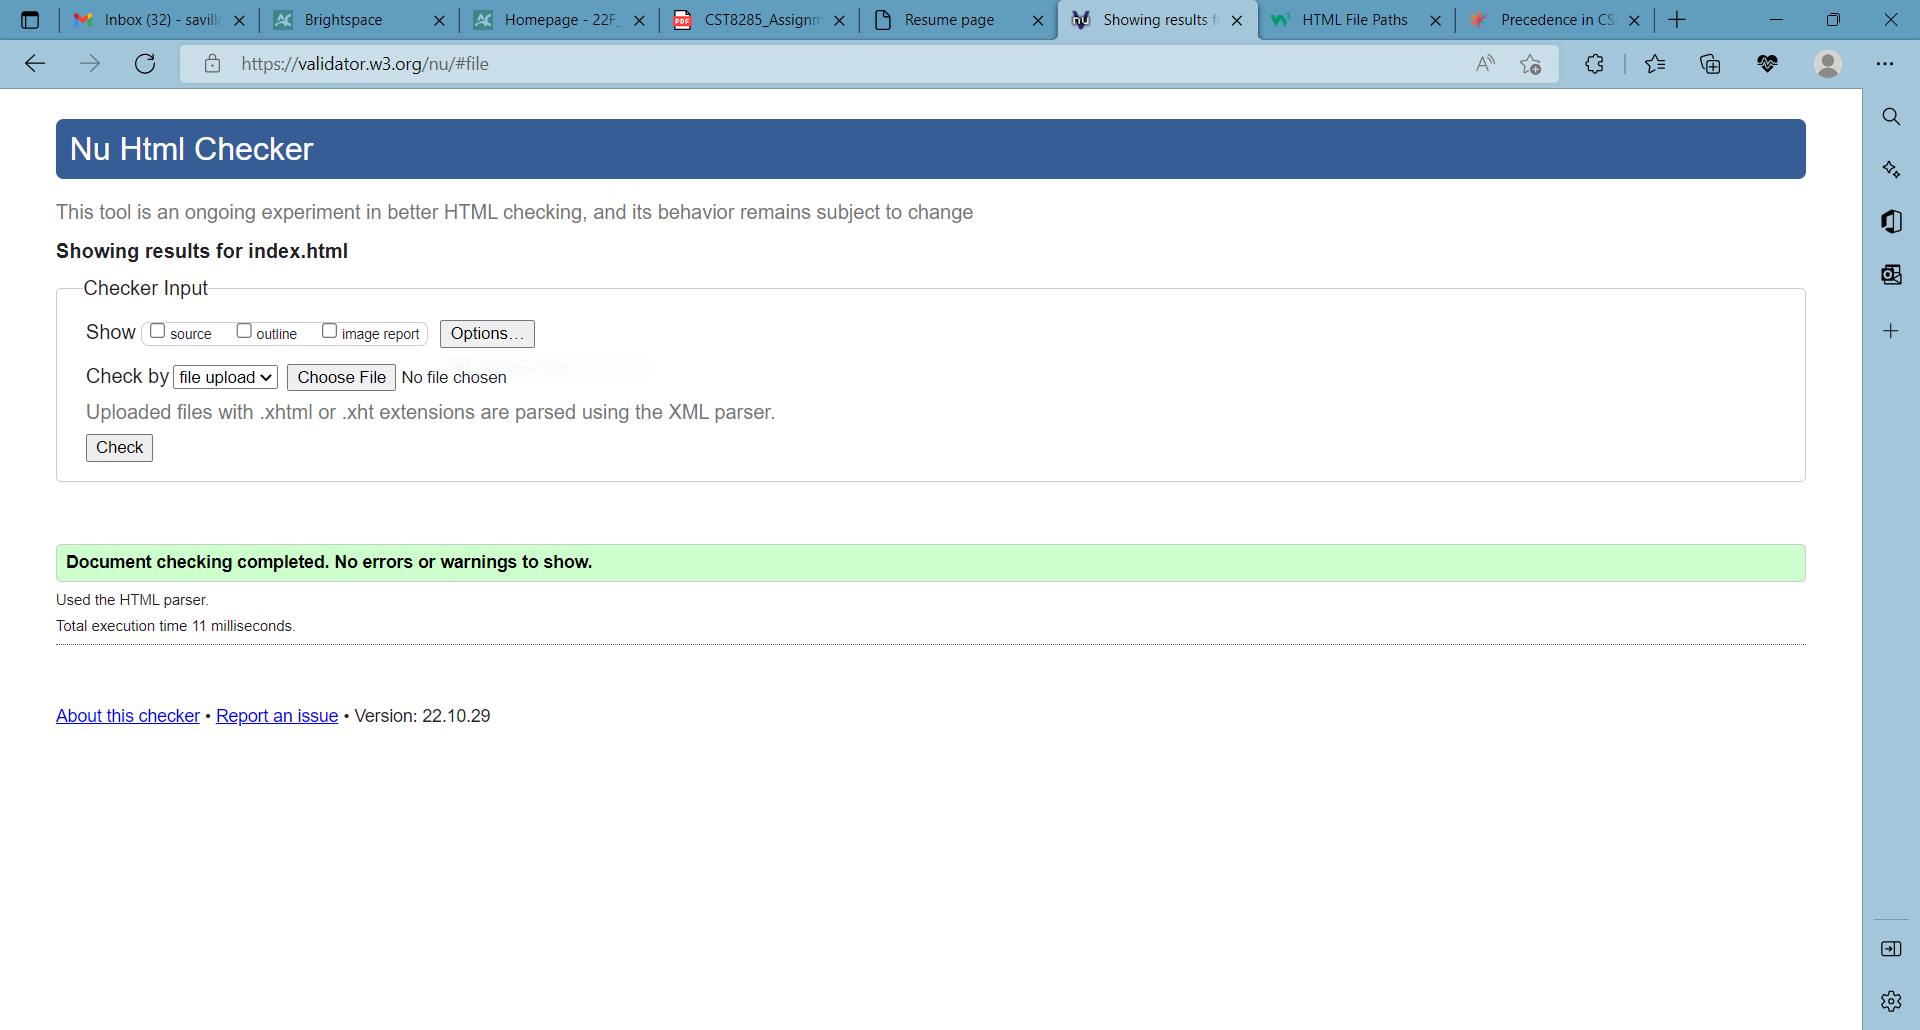 Inbox (32) - savill
Brightspace
Homepage - 22F_
CST8285_Assignm
Resume page
Showing results f
HTML File Paths
Precedence in CS
https://validator.w3.org/nu/#file
Nu Html Checker
This tool is an ongoing experiment in better HTML checking, and its behavior remains subject to change
Showing results for index.html
Checker Input
Show source outline image report Options...
Check by file upload Choose File No file chosen
Uploaded files with .xhtml or .xht extensions are parsed using the XML parser.
Check
Document checking completed. No errors or warnings to show.
Used the HTML parser.
Total execution time 11 milliseconds.
About this checker • Report an issue • Version: 22.10.29